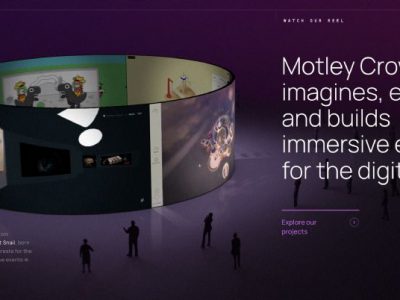 WATCH OUR REEL
Motley Crow
imagines, e
and builds
immersive e
for the digit
Explore our
projects